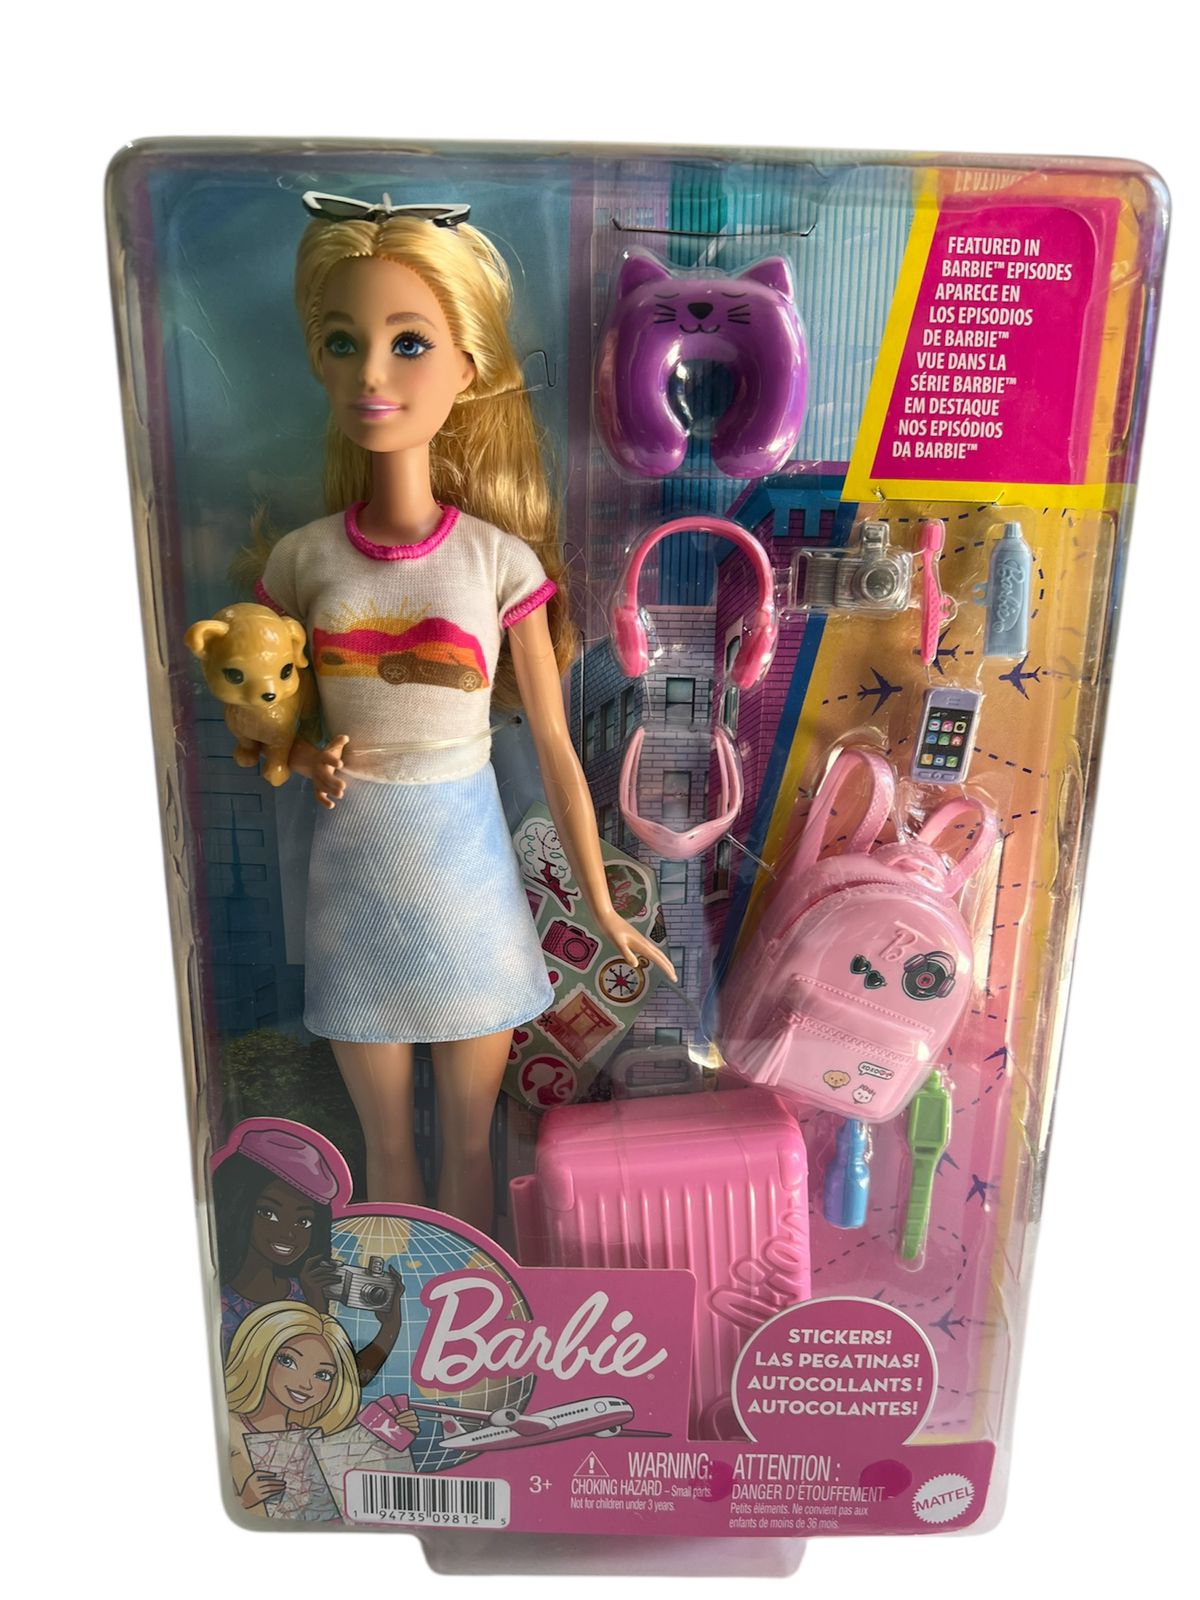 FEATURED IN
BARBIE™ EPISODES
APARECE EN
LOS EPISODIOS
DE BARBIE™
VUE DANS LA
SÉRIE BARBIE™
EM DESTAQUE
NOS EPISÓDIOS
DA BARBIE™
Barbie
B
XOXO
Barbie®
STICKERS!
LAS PEGATINAS!
AUTOCOLLANTS !
AUTOCOLANTES!
3+
WARNING:
CHOKING HAZARD – Small parts.
Not for children under 3 years.
ATTENTION :
DANGER D'ÉTOUFFEMENT –
Petits éléments. Ne convient pas aux
enfants de moins de 36 mois.
MATTEL
1 94735 09812 5